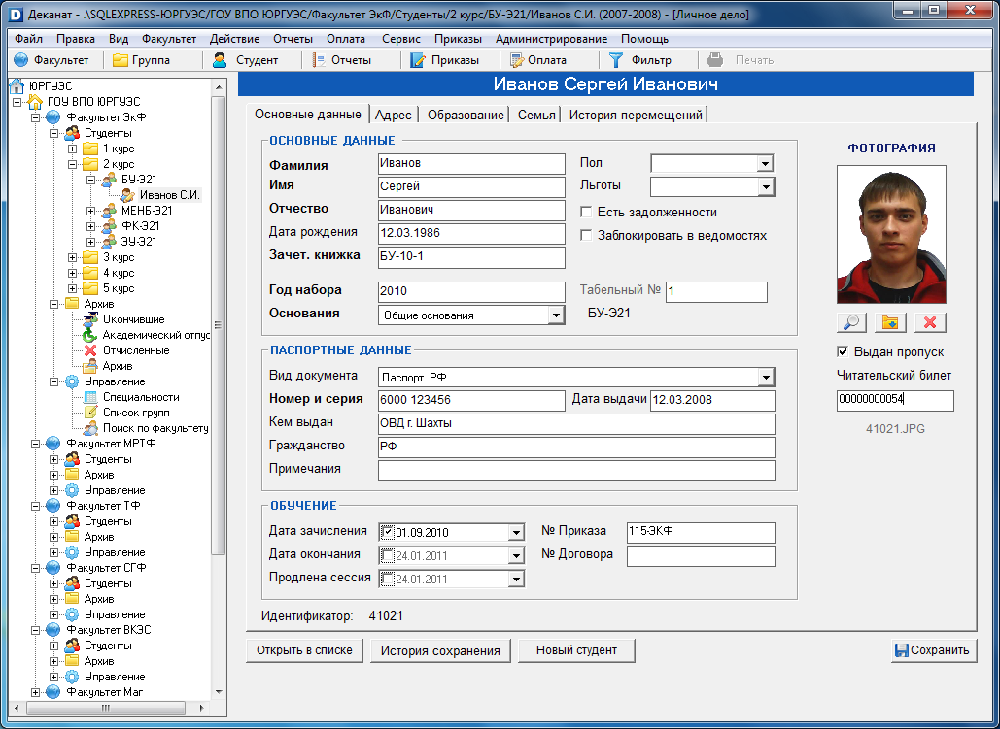 Деканат - .\SQLEXPRESS-ЮРГУЭС/ГОУ ВПО ЮРГУЭС/Факультет ЭкФ/Студенты/2 курс/БУ-Э21/Иванов С.И. (2007-2008) - [Личное дело]
Файл Правка Вид Факультет Действие Отчеты Оплата Сервис Приказы Администрирование Помощь
Факультет Группа Студент Отчеты Приказы Оплата Фильтр Печать
ЮРГУЭС
ГОУ ВПО ЮРГУЭС
Факультет ЭкФ
Студенты
1 курс
2 курс
БУ-Э21
Иванов С.И.
МЕНБ-Э21
ФК-Э21
ЭУ-Э21
3 курс
4 курс
5 курс
Архив
Окончившие
Академический отпус
Отчисленные
Архив
Управление
Специальности
Список групп
Поиск по факультету
Факультет МРТФ
Студенты
Архив
Управление
Факультет ТФ
Студенты
Архив
Управление
Факультет СГФ
Студенты
Архив
Управление
Факультет ВКЭС
Студенты
Архив
Управление
Факультет Маг
Иванов Сергей Иванович
Основные данные Адрес Образование Семья История перемещений
ОСНОВНЫЕ ДАННЫЕ
Фамилия Иванов Пол
Имя Сергей Льготы
Отчество Иванович Есть задолженности
Дата рождения 12.03.1986 Заблокировать в ведомостях
Зачет. книжка БУ-10-1
Год набора 2010 Табельный № 1
Основания Общие основания БУ-Э21
ПАСПОРТНЫЕ ДАННЫЕ
Вид документа Паспорт РФ
Номер и серия 6000 123456 Дата выдачи 12.03.2008
Кем выдан ОВД г. Шахты
Гражданство РФ
Примечания
ОБУЧЕНИЕ
Дата зачисления 01.09.2010 № Приказа 115-ЭКФ
Дата окончания 24.01.2011 № Договора
Продлена сессия 24.01.2011
Идентификатор: 41021
ФОТОГРАФИЯ
Выдан пропуск
Читательский билет
00000000054
41021.JPG
Открыть в списке История сохранения Новый студент Сохранить